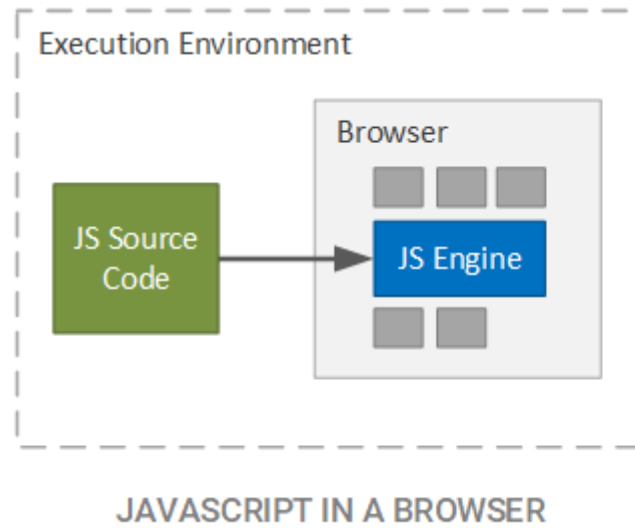 Execution Environment
Browser
JS Source
Code
JS Engine
JAVASCRIPT IN A BROWSER